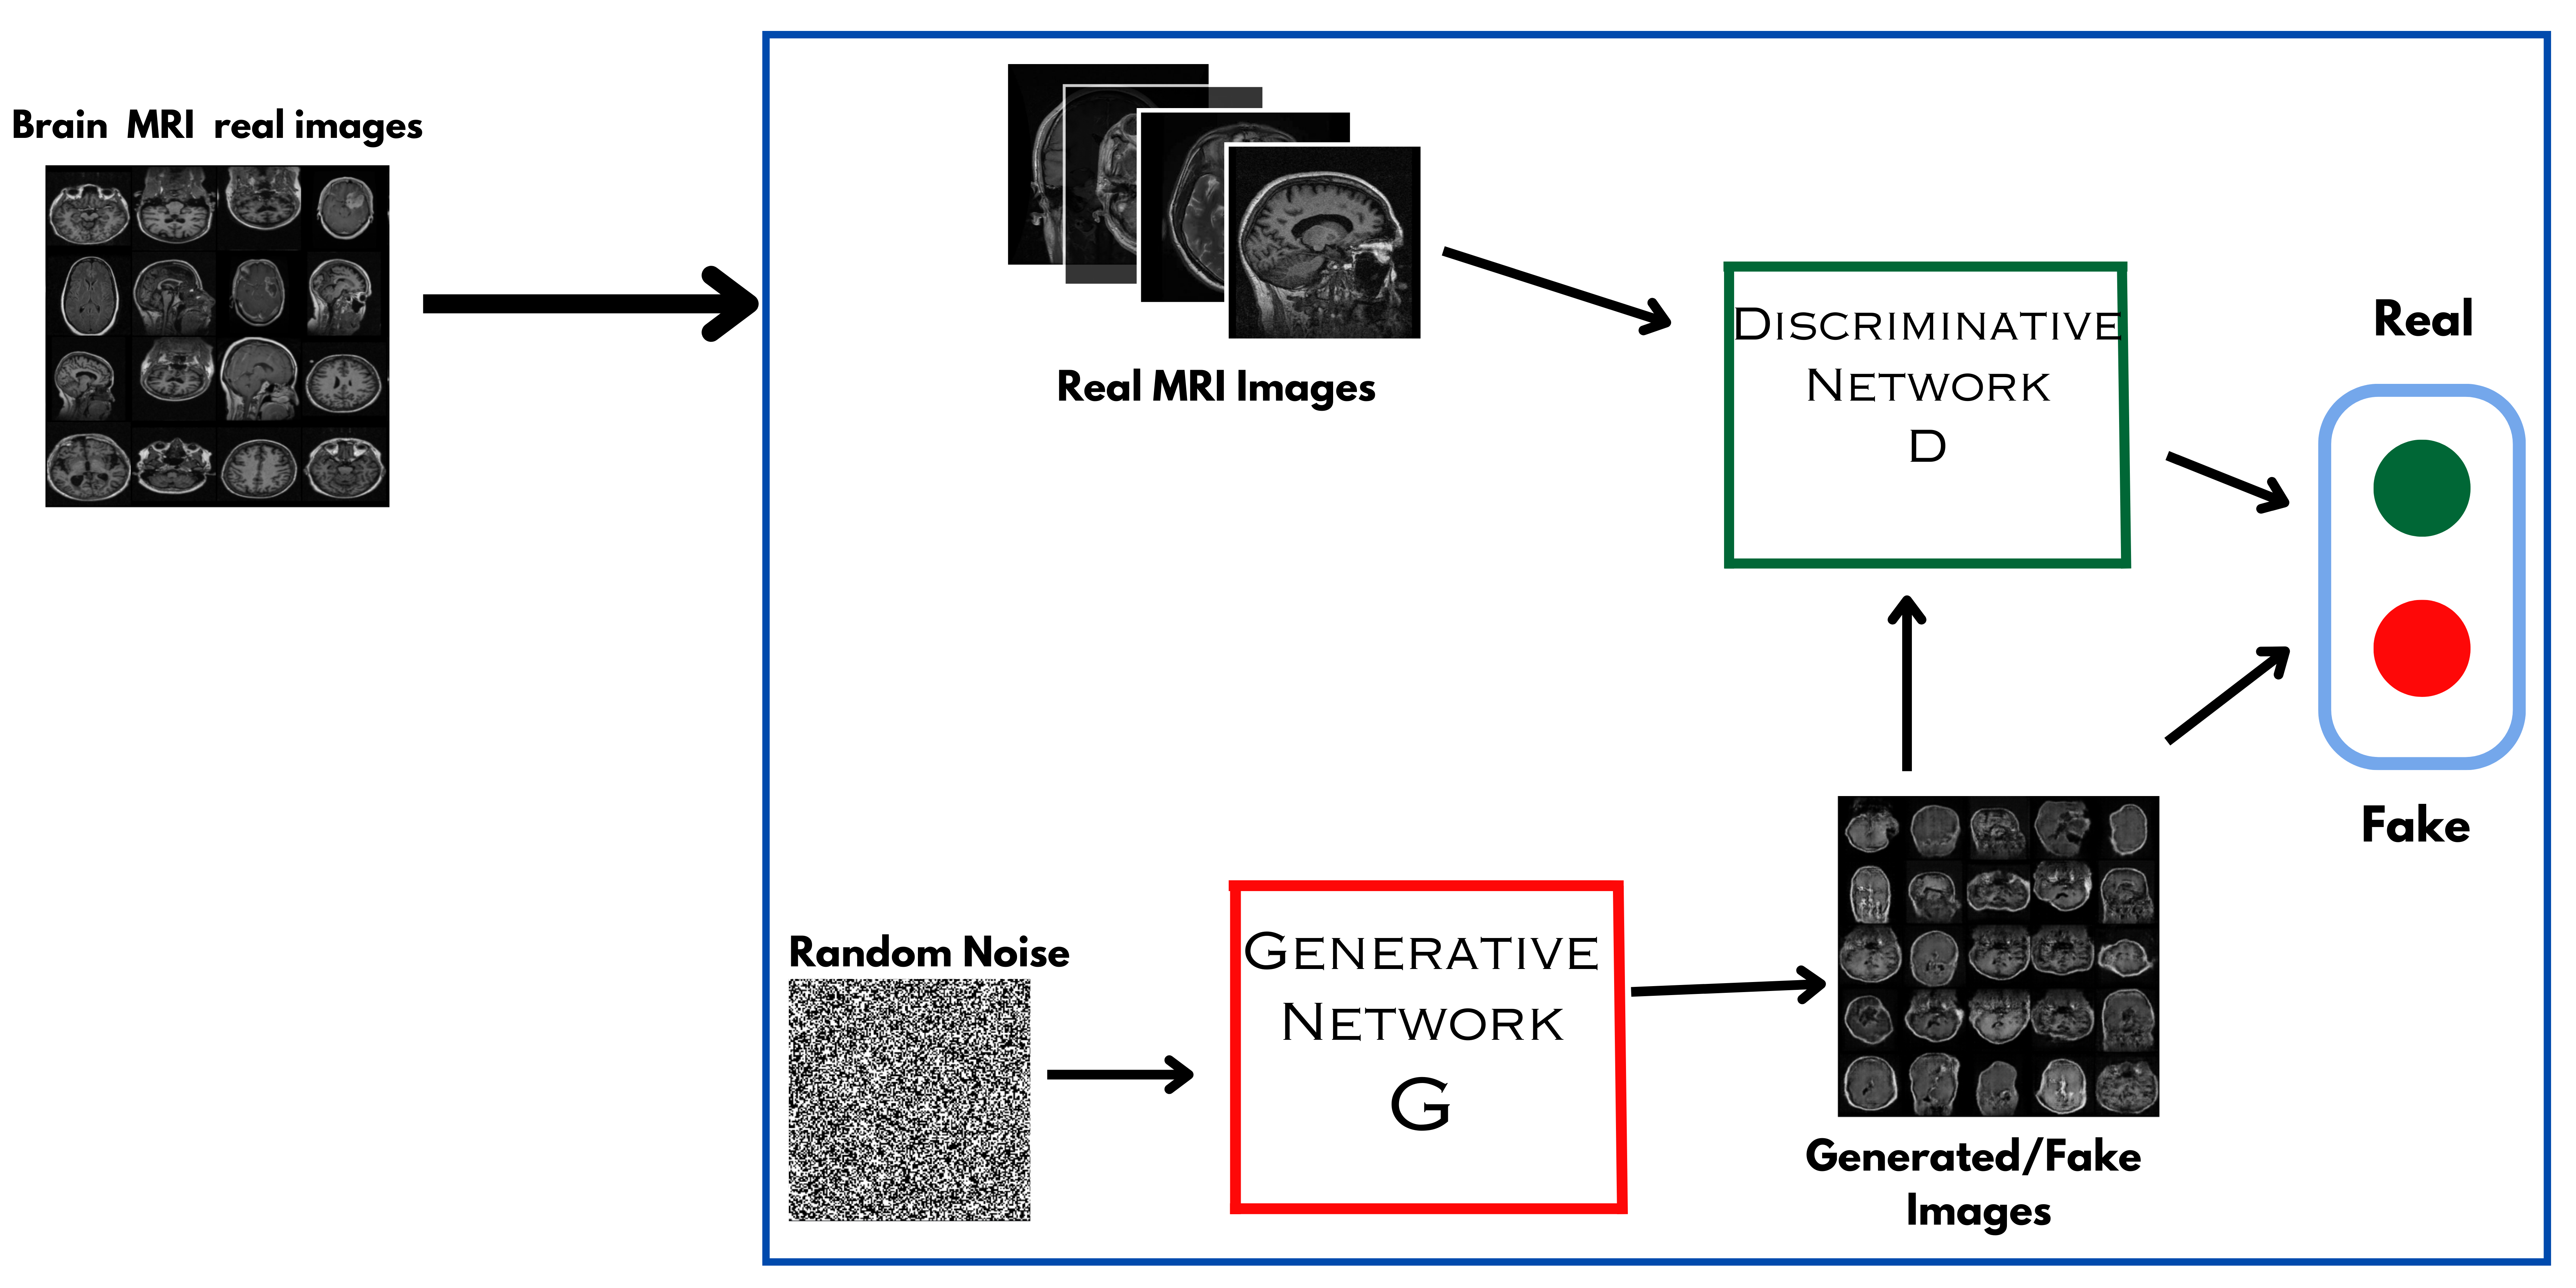 Brain MRI real images
Real MRI Images
Discriminative
Network
D
Real
Fake
Random Noise
Generative
Network
G
Generated/Fake
Images